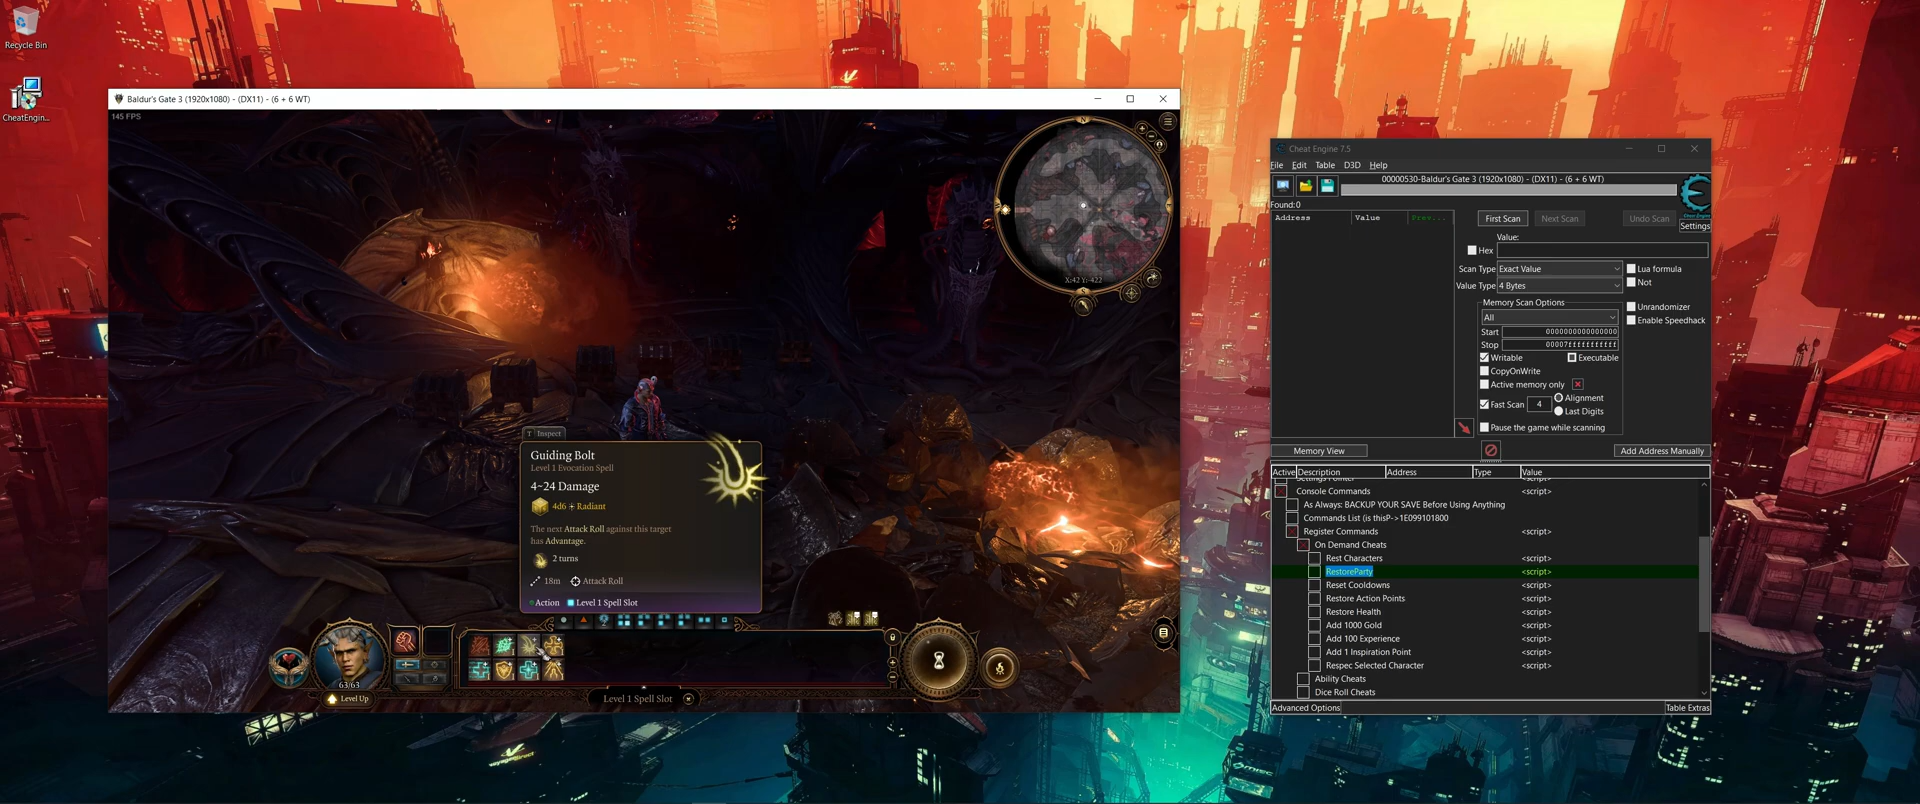 Recycle Bin
CheatEngin...
Baldur's Gate 3 (1920x1080) - (DX11) - (6 + 6 WT)
145 FPS
N
X:42 Y:-422
S
T Inspect
Guiding Bolt
Level 1 Evocation Spell
4~24 Damage
4d6 Radiant
The next Attack Roll against this target
has Advantage.
2 turns
18m Attack Roll
Action Level 1 Spell Slot
63/63
Level Up
Level 1 Spell Slot
Cheat Engine 7.5
File Edit Table D3D Help
00000530-Baldur's Gate 3 (1920x1080) - (DX11) - (6 + 6 WT)
Found:0
Address Value Prev...
First Scan Next Scan Undo Scan
Cheat Engine
Settings
Value:
Hex
Scan Type Exact Value
Lua formula
Not
Value Type 4 Bytes
Memory Scan Options
All
Unrandomizer
Enable Speedhack
Start 0000000000000000
Stop 00007fffffffffff
Writable Executable
CopyOnWrite
Active memory only
Fast Scan 4 Alignment
Last Digits
Pause the game while scanning
Memory View
Add Address Manually
Active Description Address Type Value
Settings Pointer <script>
Console Commands <script>
As Always: BACKUP YOUR SAVE Before Using Anything
Commands List (is thisP->1E099101800
Register Commands <script>
On Demand Cheats
Rest Characters <script>
RestoreParty <script>
Reset Cooldowns <script>
Restore Action Points <script>
Restore Health <script>
Add 1000 Gold <script>
Add 100 Experience <script>
Add 1 Inspiration Point <script>
Respec Selected Character <script>
Ability Cheats
Dice Roll Cheats
Advanced Options
Table Extras